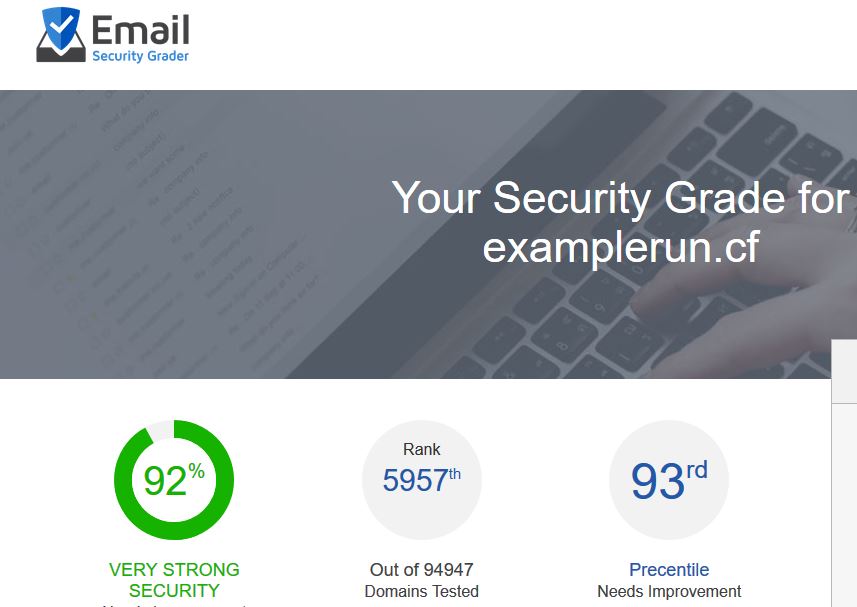 Email
Security Grader
Your Security Grade for
examplerun.cf
92%
Rank
5957th
93rd
VERY STRONG
SECURITY
Out of 94947
Domains Tested
Precentile
Needs Improvement